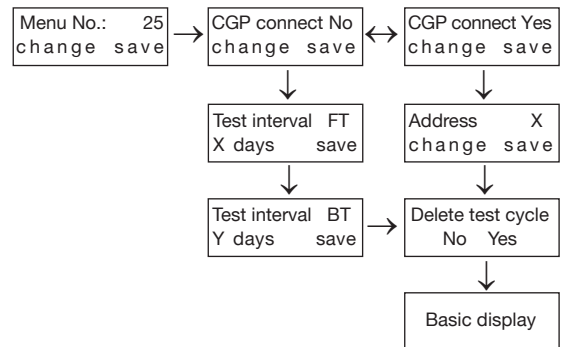 Menu No.: 25
change save
CGP connect No
change save
CGP connect Yes
change save
Test interval FT
X days save
Address X
change save
Test interval BT
Y days save
Delete test cycle
No Yes
Basic display